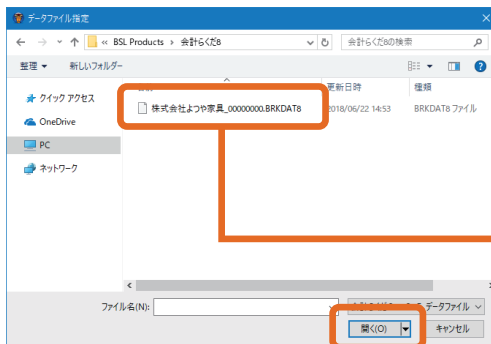 データファイル指定
« BSL Products › 会計らくだ8
会計らくだ8の検索
整理 新しいフォルダー
更新日時 種類
クイック アクセス
株式会社よつや家具_00000000.BRKDAT8 2018/06/22 14:53 BRKDAT8 ファイル
OneDrive
PC
ネットワーク
ファイル名(N):
データファイル
開く(O) キャンセル